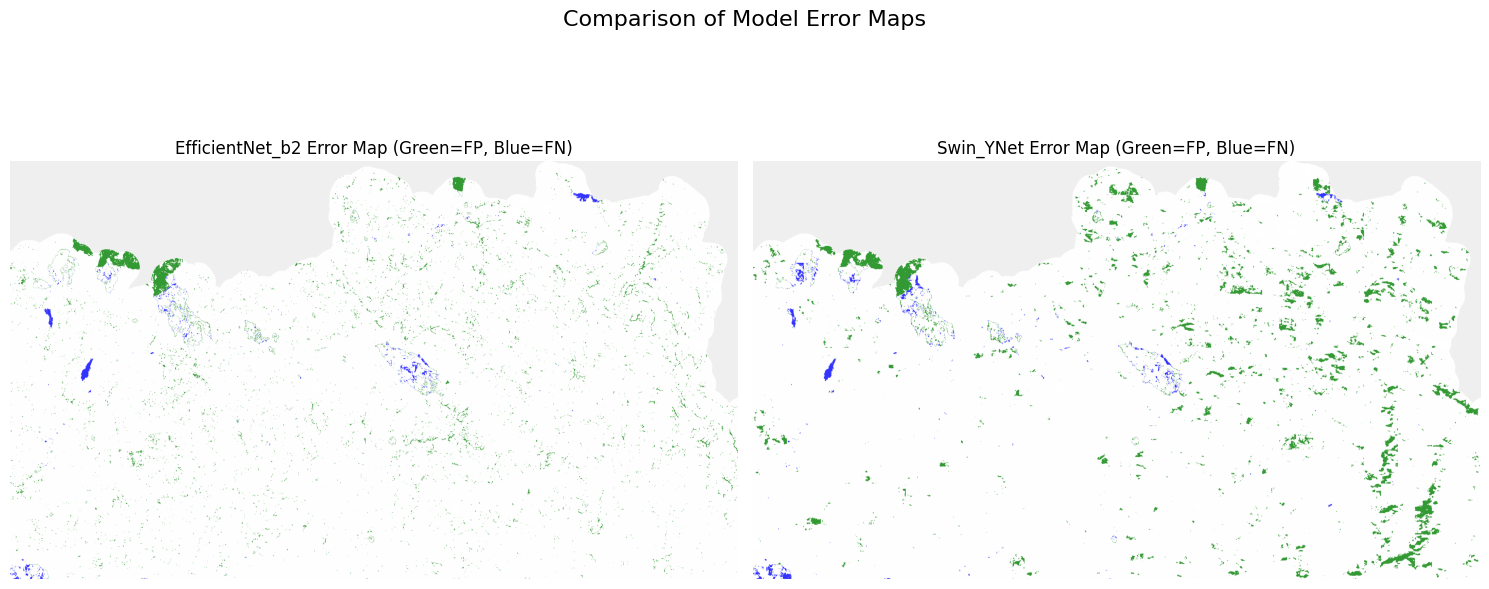 Comparison of Model Error Maps
EfficientNet_b2 Error Map (Green=FP, Blue=FN)
Swin_YNet Error Map (Green=FP, Blue=FN)